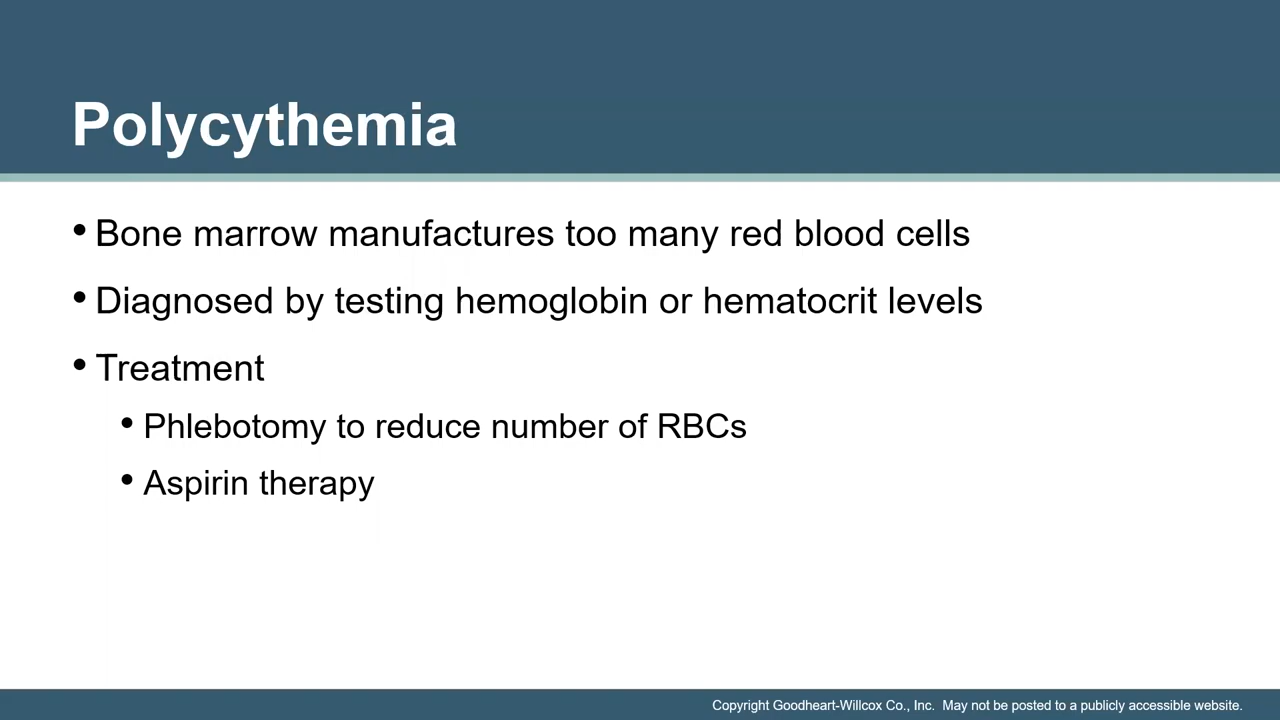 Polycythemia
• Bone marrow manufactures too many red blood cells
• Diagnosed by testing hemoglobin or hematocrit levels
• Treatment
• Phlebotomy to reduce number of RBCs
• Aspirin therapy
Copyright Goodheart-Willcox Co., Inc.  May not be posted to a publicly accessible website.